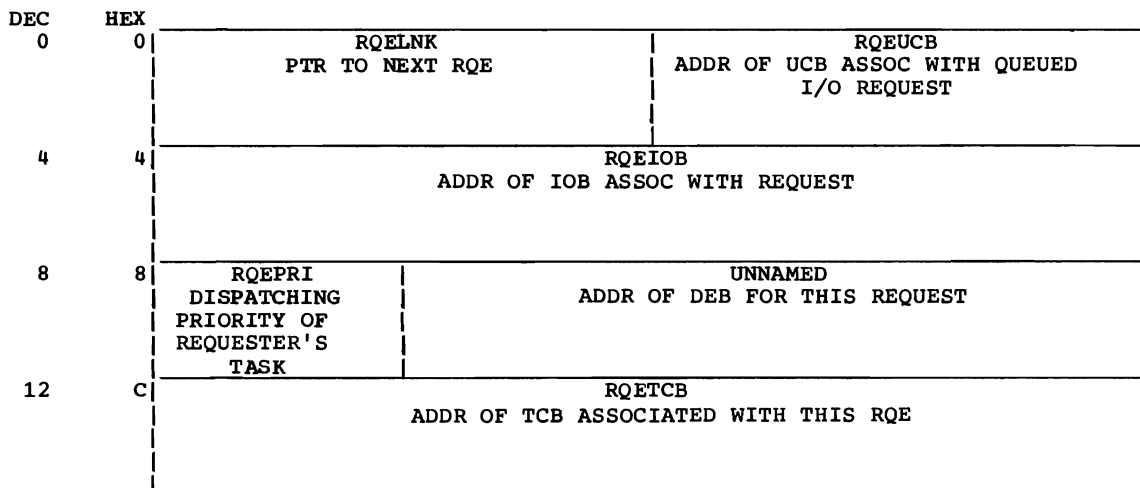 DEC HEX
0 0 RQELNK RQEUCB
PTR TO NEXT RQE ADDR OF UCB ASSOC WITH QUEUED
I/O REQUEST
4 4 RQEIOB
ADDR OF IOB ASSOC WITH REQUEST
8 8 RQEPRI UNNAMED
DISPATCHING ADDR OF DEB FOR THIS REQUEST
PRIORITY OF
REQUESTER'S
TASK
12 C RQETCB
ADDR OF TCB ASSOCIATED WITH THIS RQE